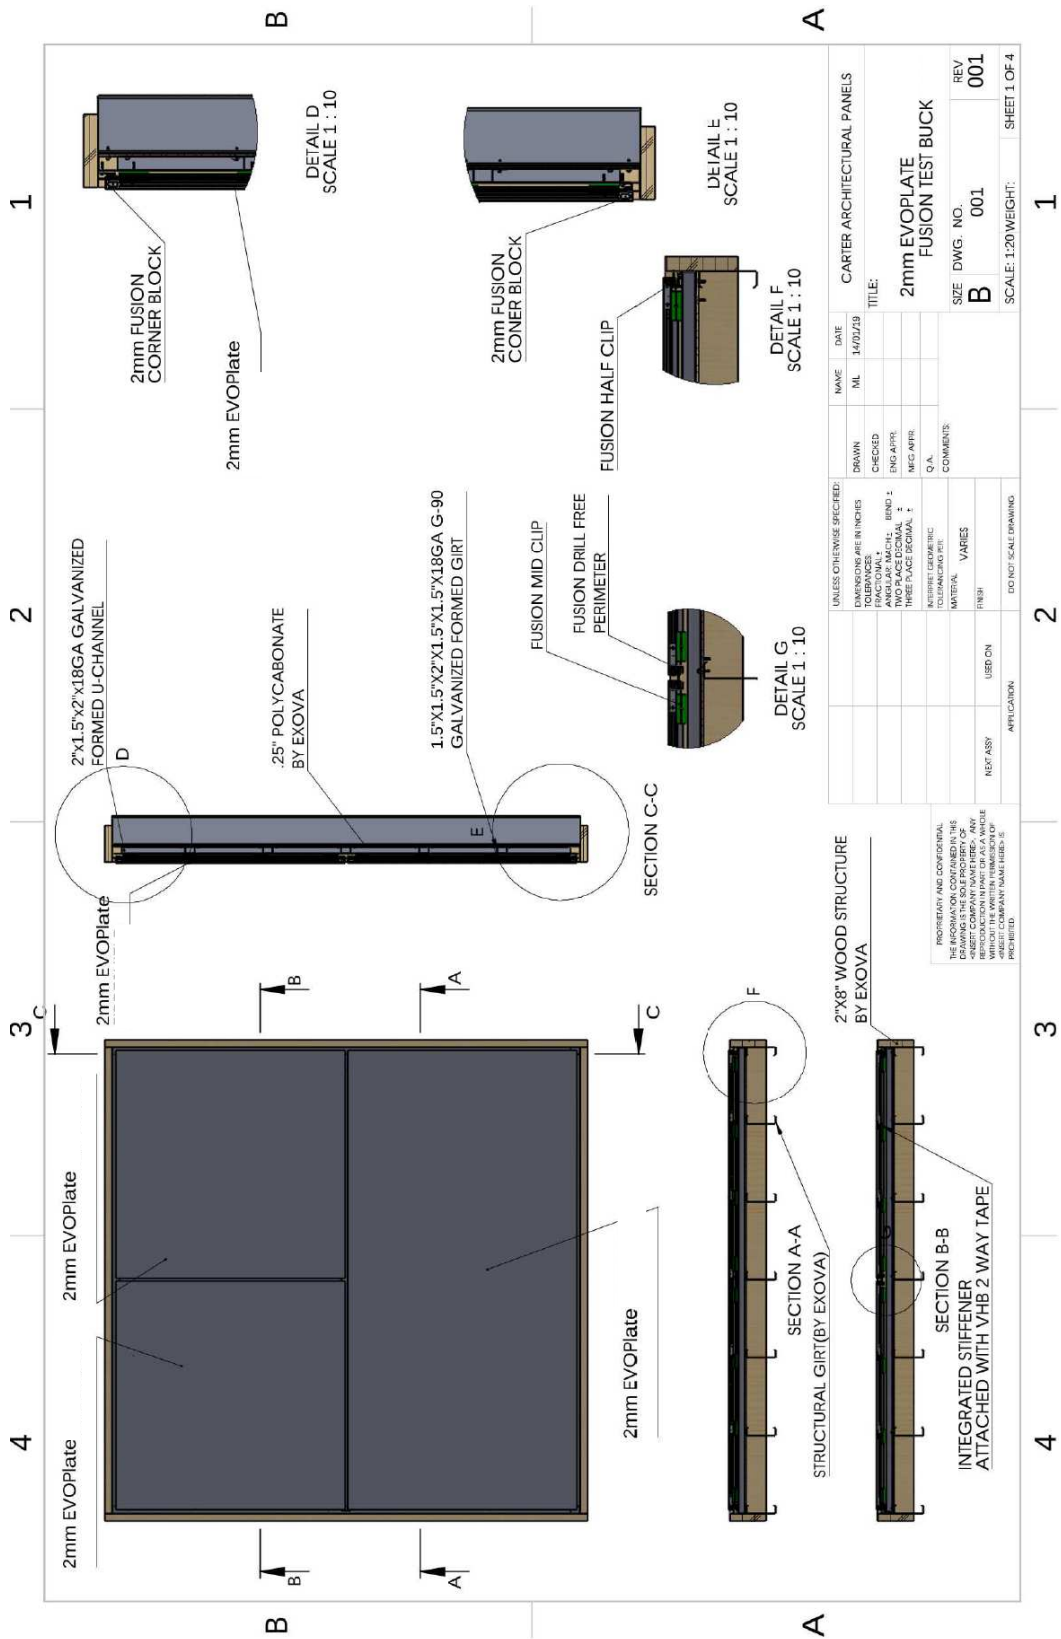 4
3
2
1
B
A
2mm EVOPlate
2mm EVOPlate
2mm EVOPlate
2mm EVOPlate
B
B
A
A
C
C
2"x1.5"x2"x18GA GALVANIZED
FORMED U-CHANNEL
D
.25" POLYCABONATE
BY EXOVA
1.5"X1.5"X2"X1.5"X1.5"X18GA G-90
GALVANIZED FORMED GIRT
E
SECTION C-C
2mm FUSION
CORNER BLOCK
2mm EVOPlate
DETAIL D
SCALE 1 : 10
2mm FUSION
CONER BLOCK
DETAIL E
SCALE 1 : 10
F
SECTION A-A
STRUCTURAL GIRT(BY EXOVA)
2"X8" WOOD STRUCTURE
BY EXOVA
G
SECTION B-B
INTEGRATED STIFFENER
ATTACHED WITH VHB 2 WAY TAPE
FUSION MID CLIP
FUSION DRILL FREE
PERIMETER
DETAIL G
SCALE 1 : 10
FUSION HALF CLIP
DETAIL F
SCALE 1 : 10
PROPRIETARY AND CONFIDENTIAL
THE INFORMATION CONTAINED IN THIS
DRAWING IS THE SOLE PROPERTY OF
<INSERT COMPANY NAME HERE>. ANY
REPRODUCTION IN PART OR AS A WHOLE
WITHOUT THE WRITTEN PERMISSION OF
<INSERT COMPANY NAME HERE> IS
PROHIBITED.
NEXT ASSY
USED ON
APPLICATION
UNLESS OTHERWISE SPECIFIED:
DIMENSIONS ARE IN INCHES
TOLERANCES:
FRACTIONAL ±
ANGULAR: MACH ± BEND ±
TWO PLACE DECIMAL ±
THREE PLACE DECIMAL ±
INTERPRET GEOMETRIC
TOLERANCING PER:
MATERIAL
VARIES
FINISH
DO NOT SCALE DRAWING
NAME
DATE
DRAWN
ML
14/01/19
CHECKED
ENG APPR.
MFG APPR.
Q.A.
COMMENTS:
CARTER ARCHITECTURAL PANELS
TITLE:
2mm EVOPLATE
FUSION TEST BUCK
SIZE
B
DWG. NO.
001
REV
001
SCALE: 1:20
WEIGHT:
SHEET 1 OF 4
B
A
4
3
2
1